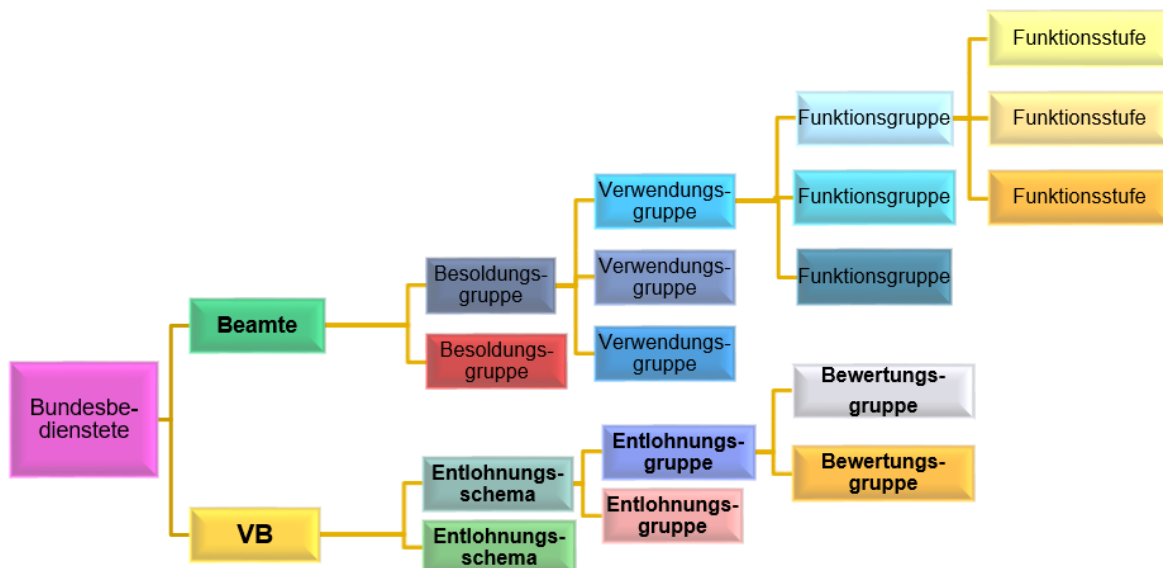 Funktionsstufe
Funktionsgruppe
Funktionsstufe
Verwendungs-
gruppe
Funktionsgruppe
Funktionsstufe
Besoldungs-
gruppe
Verwendungs-
gruppe
Funktionsgruppe
Beamte
Besoldungs-
gruppe
Verwendungs-
gruppe
Bundesbe-
dienstete
Bewertungs-
gruppe
Entlohnungs-
gruppe
Bewertungs-
gruppe
Entlohnungs-
schema
Entlohnungs-
gruppe
VB
Entlohnungs-
schema